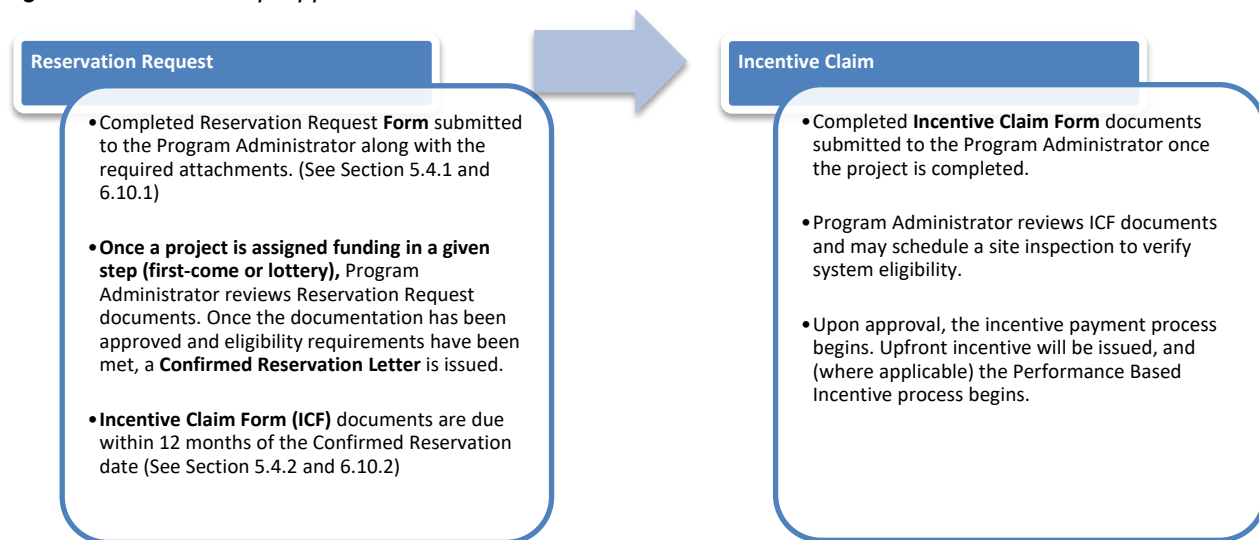 Reservation Request
•Completed Reservation Request Form submitted
to the Program Administrator along with the
required attachments. (See Section 5.4.1 and
6.10.1)
•Once a project is assigned funding in a given
step (first-come or lottery), Program
Administrator reviews Reservation Request
documents. Once the documentation has been
approved and eligibility requirements have been
met, a Confirmed Reservation Letter is issued.
•Incentive Claim Form (ICF) documents are due
within 12 months of the Confirmed Reservation
date (See Section 5.4.2 and 6.10.2)
Incentive Claim
•Completed Incentive Claim Form documents
submitted to the Program Administrator once
the project is completed.
•Program Administrator reviews ICF documents
and may schedule a site inspection to verify
system eligibility.
•Upon approval, the incentive payment process
begins. Upfront incentive will be issued, and
(where applicable) the Performance Based
Incentive process begins.